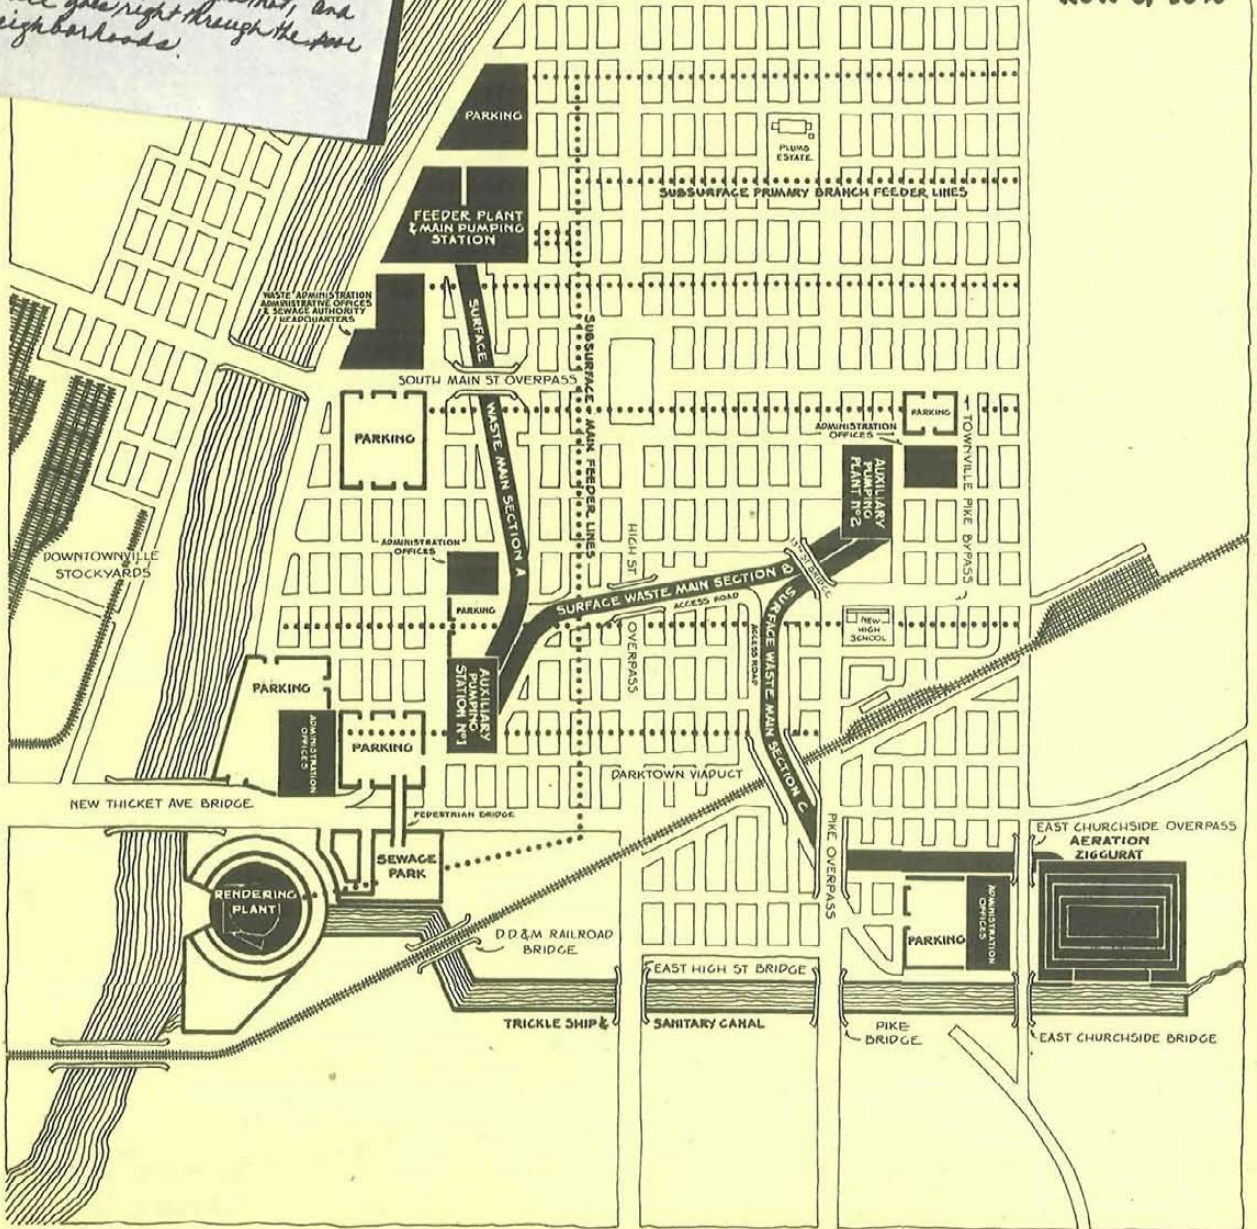 and
goes right through the poor
neighborhoods.
PARKING
PLUMB
ESTATE
SUBSURFACE PRIMARY BRANCH FEEDER LINES
FEEDER PLANT
& MAIN PUMPING
STATION
WASTE ADMINISTRATION
ADMINISTRATIVE OFFICES
& SEWAGE AUTHORITY
HEADQUARTERS
SURFACE
WASTE MAIN SECTION A
SOUTH MAIN ST OVERPASS
SUBSURFACE MAIN FEEDER LINES
PARKING
PARKING
ADMINISTRATION
OFFICES
TOWNVILLE PIKE BYPASS
AUXILIARY
PUMPING
PLANT Nº 2
DOWNTOWNVILLE
STOCKYARDS
ADMINISTRATION
OFFICES
PARKING
HIGH ST
OVERPASS
SURFACE WASTE MAIN SECTION B
ACCESS ROAD
13TH ST BRIDGE
NEW
HIGH
SCHOOL
ACCESS ROAD
SURFACE WASTE MAIN SECTION C
AUXILIARY
PUMPING
STATION Nº 1
PARKING
ADMINISTRATION
OFFICES
PARKING
DARKTOWN VIADUCT
NEW THICKET AVE BRIDGE
PEDESTRIAN BRIDGE
SEWAGE
PARK
RENDERING
PLANT
PIKE OVERPASS
EAST CHURCHSIDE OVERPASS
AERATION
ZIGGURAT
PARKING
ADMINISTRATION
OFFICES
D.D.& M RAILROAD
BRIDGE
EAST HIGH ST BRIDGE
TRICKLE SHIP &
SANITARY CANAL
PIKE
BRIDGE
EAST CHURCHSIDE BRIDGE